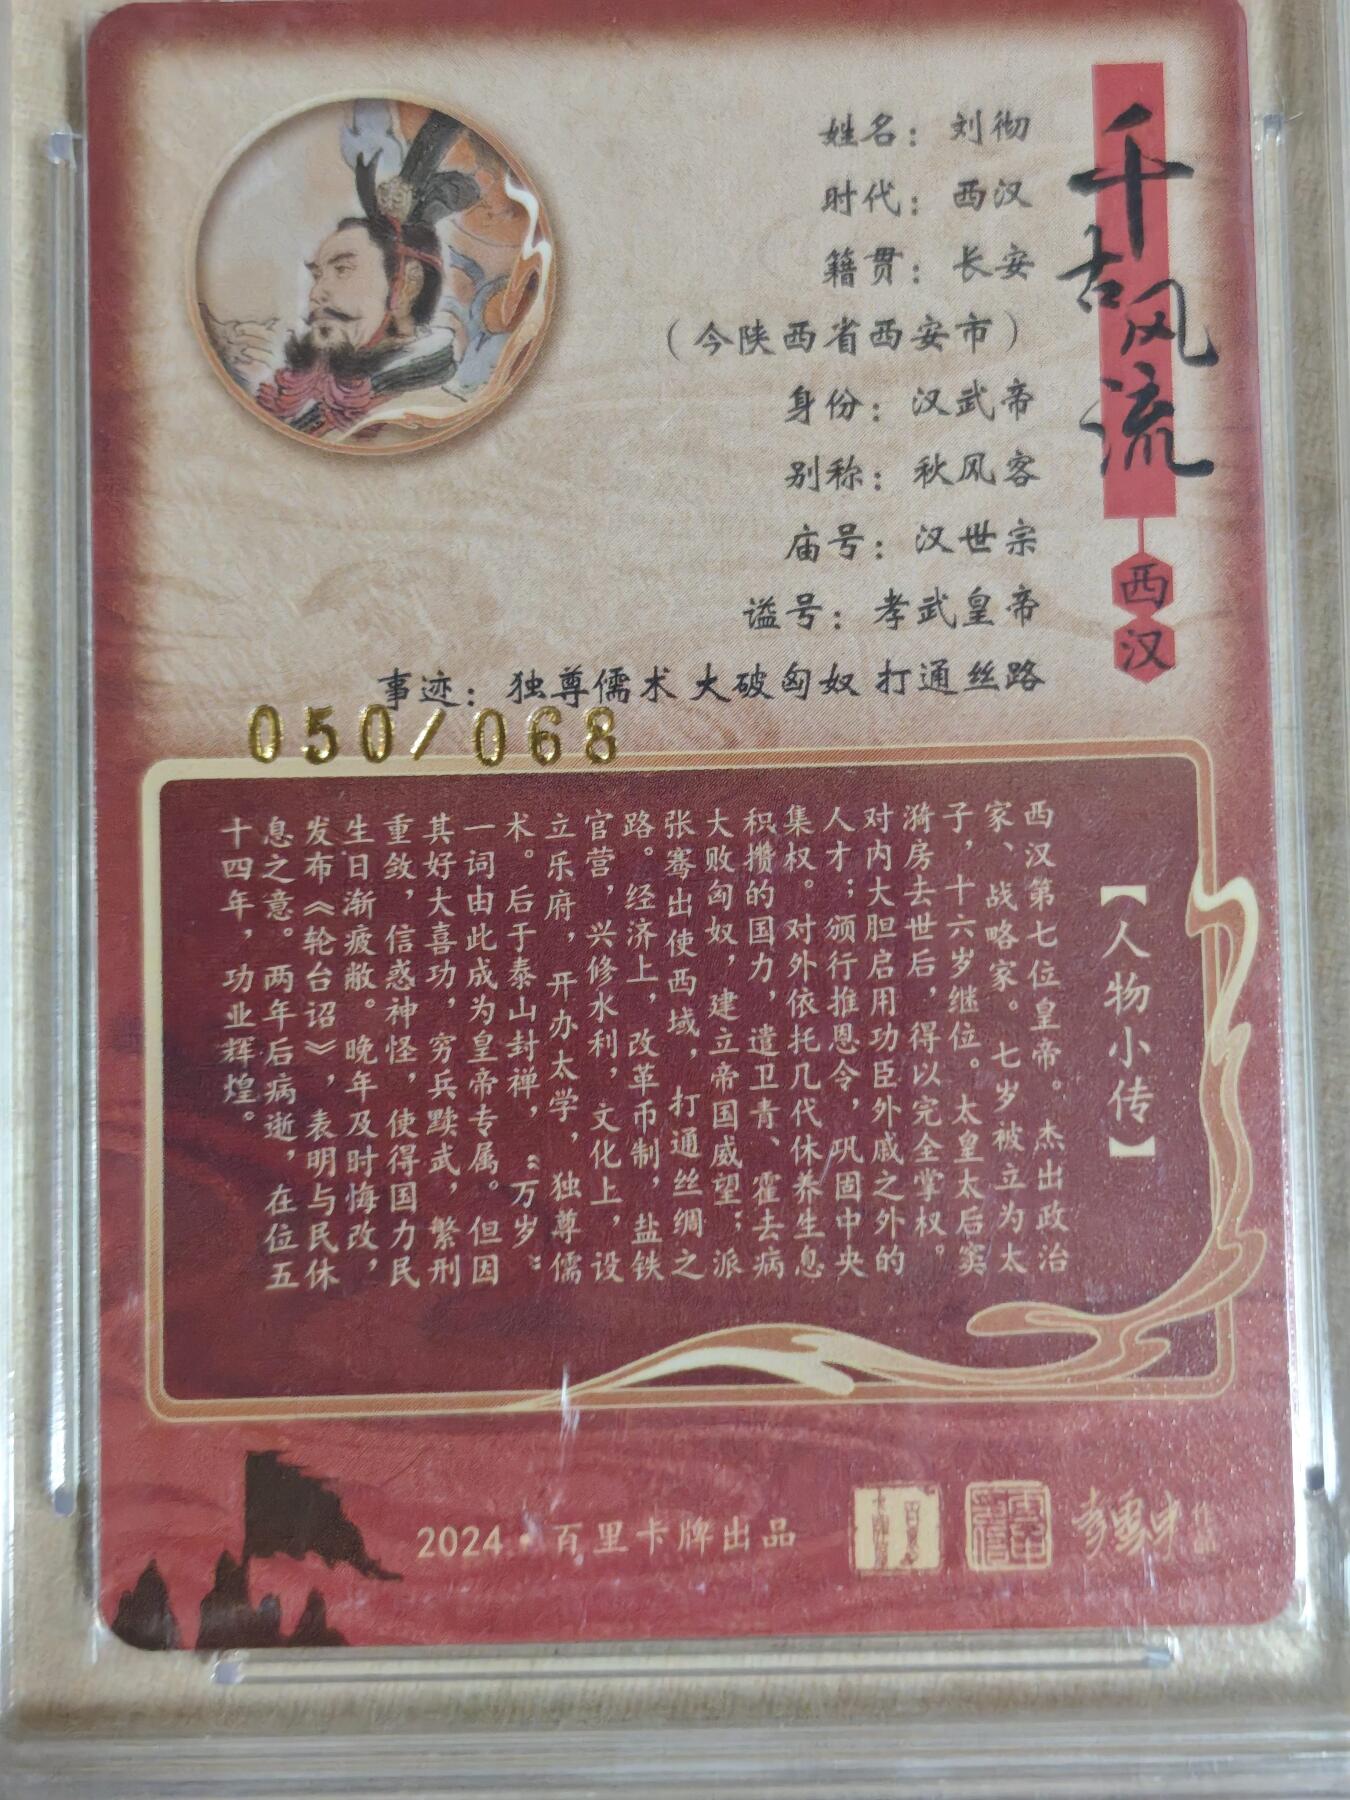 千古风流
西汉
姓名：刘彻
时代：西汉
籍贯：长安
（今陕西省西安市）
身份：汉武帝
别称：秋风客
庙号：汉世宗
谥号：孝武皇帝
事迹：独尊儒术 大破匈奴 打通丝路
050/068
【人物小传】
西汉第七位皇帝。杰出政治
家、战略家。七岁被立为太
子，十六岁继位。太皇太后窦
漪房去世后，得以完全掌权。
对内大胆启用功臣外戚之外的
人才；颁行推恩令，巩固中央
集权。对外依托几代休养生息
积攒的国力，遣卫青、霍去病
大败匈奴，建立帝国威望；派
张骞出使西域，打通丝绸之
路。经济上，改革币制，盐铁
官营，兴修水利，文化上，设
立乐府，开办太学，独尊儒
术。后于泰山封禅，“万岁”
一词由此成为皇帝专属。但因
其好大喜功，穷兵黩武，繁刑
重敛，信惑神怪，使得国力民
生日渐疲敝。晚年及时悔改，
发布《轮台诏》，表明与民休
息之意。两年后病逝，在位五
十四年，功业辉煌。
2024·百里卡牌出品
作品